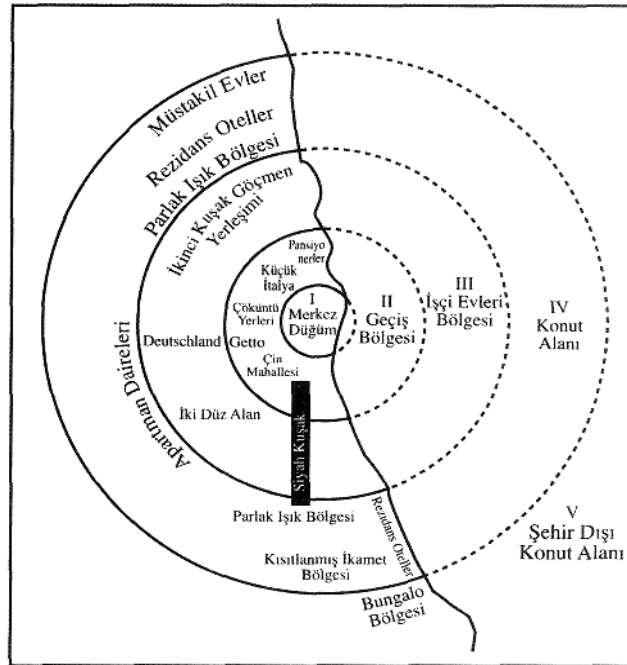 Müstakil Evler
Rezidans Oteller
Parlak Işık Bölgesi
İkinci Kuşak Göçmen
Yerleşimi
Pansiyo
nerler
Küçük
İtalya
I
Merkez
Düğüm
Çöküntü
Yerleri
Deutschland
Getto
Çin
Mahallesi
II
Geçiş
Bölgesi
III
İşçi Evleri
Bölgesi
IV
Konut
Alanı
Apartman Daireleri
İki Düz Alan
Siyah Kuşak
Parlak Işık Bölgesi
Rezidans Oteller
Kısıtlanmış İkamet
Bölgesi
Bungalo
Bölgesi
V
Şehir Dışı
Konut Alanı